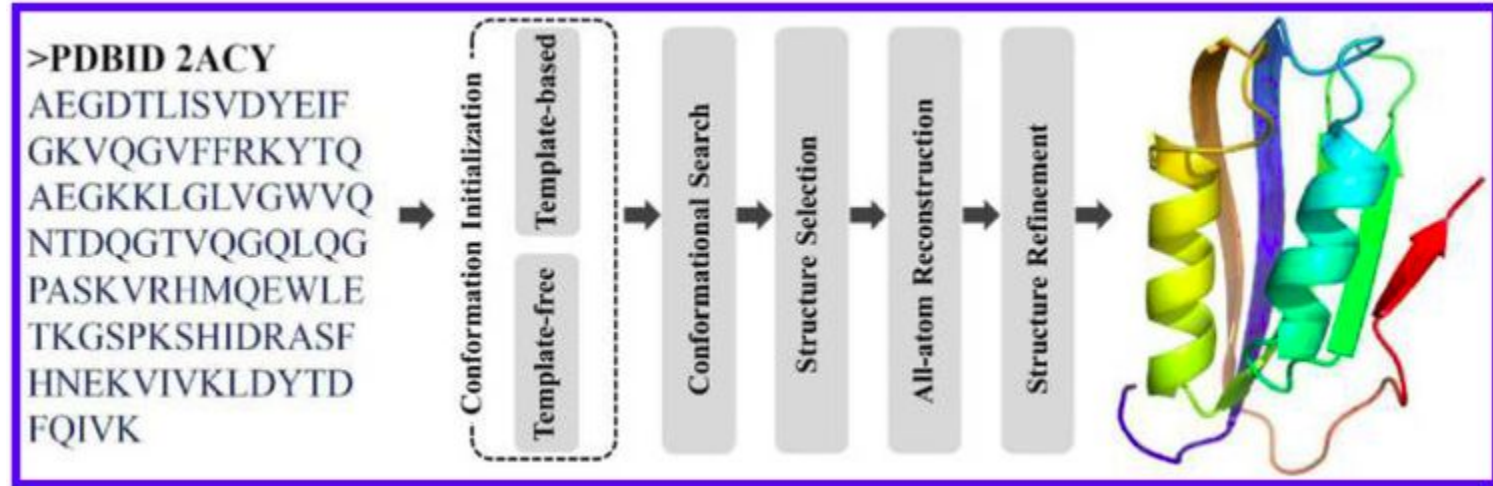 >PDBID 2ACY
AEGDTLISVDYEIF
GKVQGVFFRKYTQ
AEGKKLGLVGWVQ
NTDQGTVQGQLQG
PASKVRHMQEWLE
TKGSPKSHIDRASF
HNEKVIVKLDYTD
FQIVK
Conformation Initialization
Template-based
Template-free
Conformational Search
Structure Selection
All-atom Reconstruction
Structure Refinement